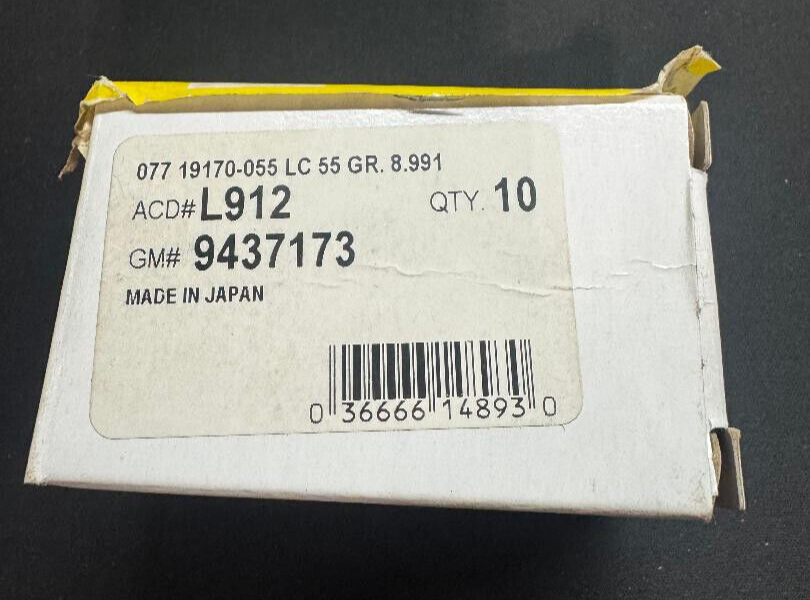 077 19170-055 LC 55 GR. 8.991
ACD# L912 QTY. 10
GM# 9437173
MADE IN JAPAN
0 36666 14893 0